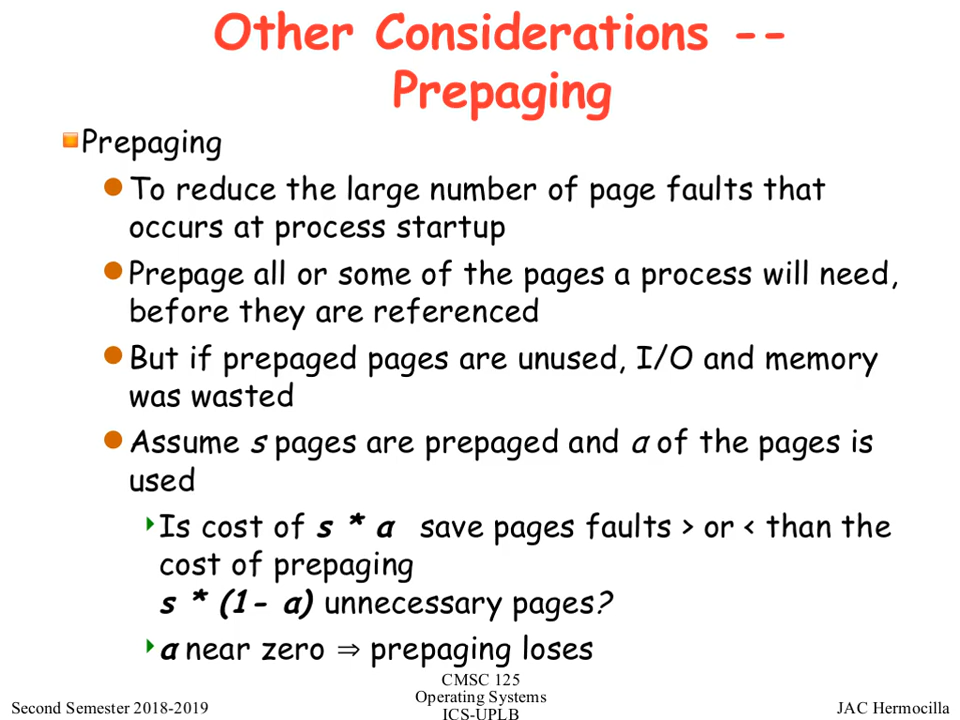 Other Considerations --
Prepaging
Prepaging
To reduce the large number of page faults that
occurs at process startup
Prepage all or some of the pages a process will need,
before they are referenced
But if prepaged pages are unused, I/O and memory
was wasted
Assume s pages are prepaged and α of the pages is
used
Is cost of s * α save pages faults > or < than the
cost of prepaging
s * (1- α) unnecessary pages?
α near zero ⇒ prepaging loses
Second Semester 2018-2019
CMSC 125
Operating Systems
ICS-UPLB
JAC Hermocilla